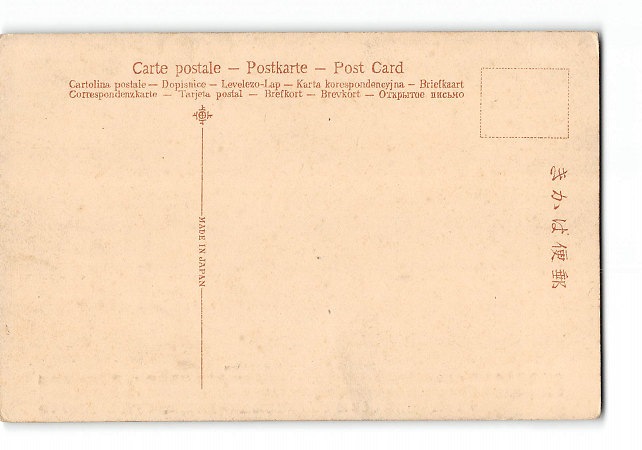 Carte postale — Postkarte — Post Card
Cartolina postale — Dopisnice — Levelezo-Lap — Karta korespondencyjna — Briefkaart
Correspondenzkarte — Tarjeta postal — Brefkort — Brevkort — Открытое письмо
MADE IN JAPAN
きかは便郵